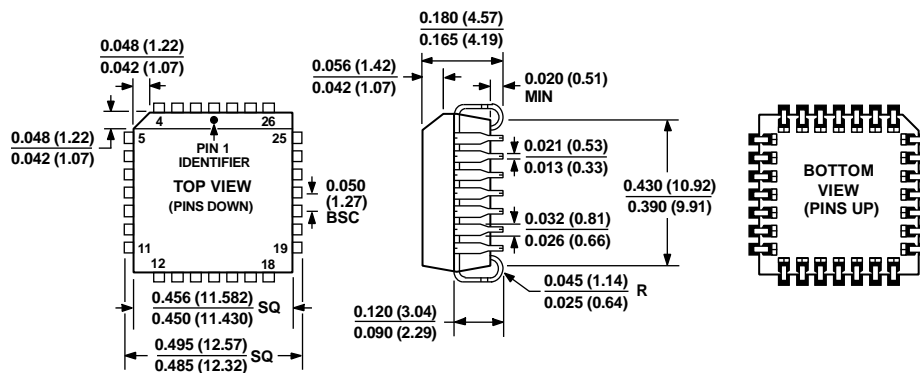 0.048 (1.22)
0.042 (1.07)
0.048 (1.22)
0.042 (1.07)
4
26
5
25
PIN 1
IDENTIFIER
TOP VIEW
(PINS DOWN)
0.050
(1.27)
BSC
11
19
12
18
0.456 (11.582)
0.450 (11.430)
SQ
0.495 (12.57)
0.485 (12.32)
SQ
0.180 (4.57)
0.165 (4.19)
0.056 (1.42)
0.042 (1.07)
0.020 (0.51)
MIN
0.021 (0.53)
0.013 (0.33)
0.032 (0.81)
0.026 (0.66)
0.430 (10.92)
0.390 (9.91)
0.045 (1.14)
0.025 (0.64)
R
0.120 (3.04)
0.090 (2.29)
BOTTOM
VIEW
(PINS UP)